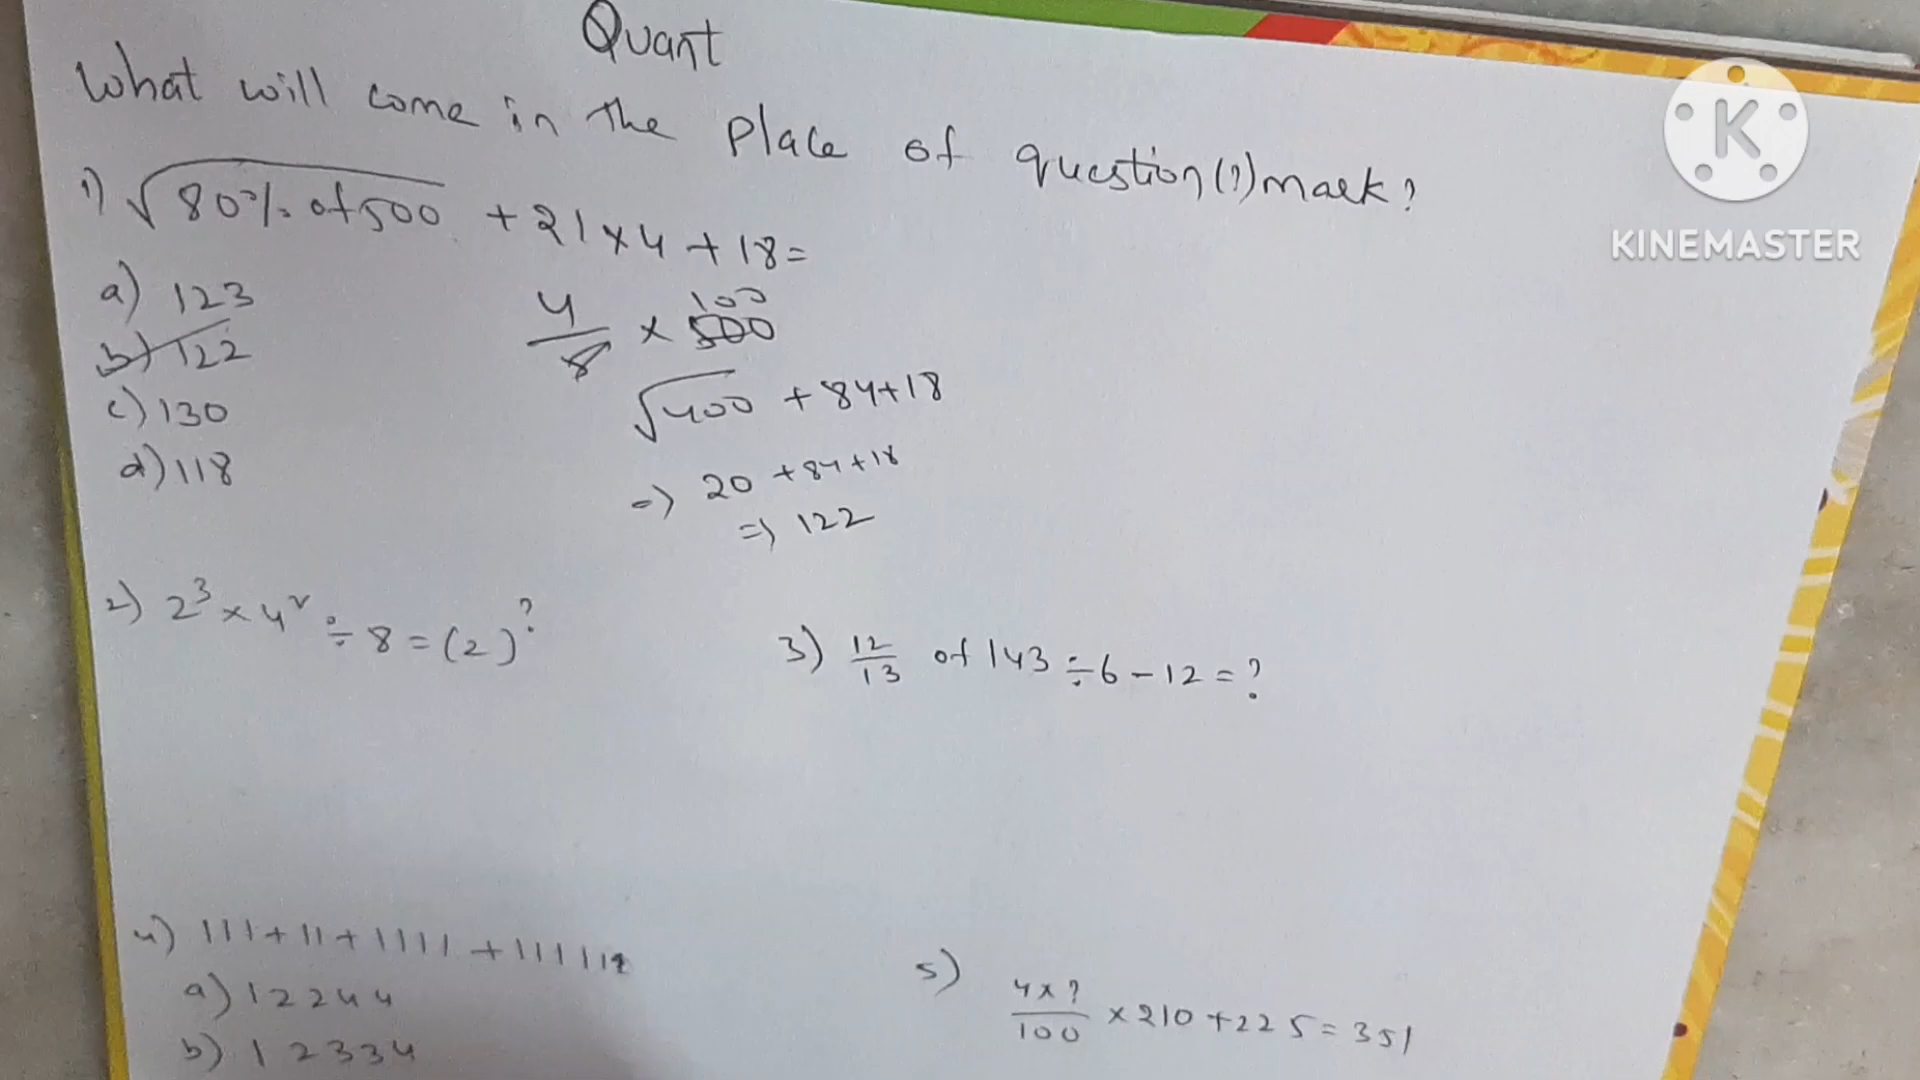 Quant
What will come in the place of question(?)mark?
1) √80% of 500 + 21 x 4 + 18 =
a) 123
b) 122
c) 130
d) 118
4 x 100
500
√400 + 84 + 18
=> 20 + 84 + 18
=> 122
2) 2³ x 4² ÷ 8 = (2)^?
3) 12/13 of 143 ÷ 6 - 12 = ?
4) 111 + 11 + 1111 +
a) 12244
b) 12334
5) 4 x ?/100 x 210 + 225 = 351
K
KINEMASTER